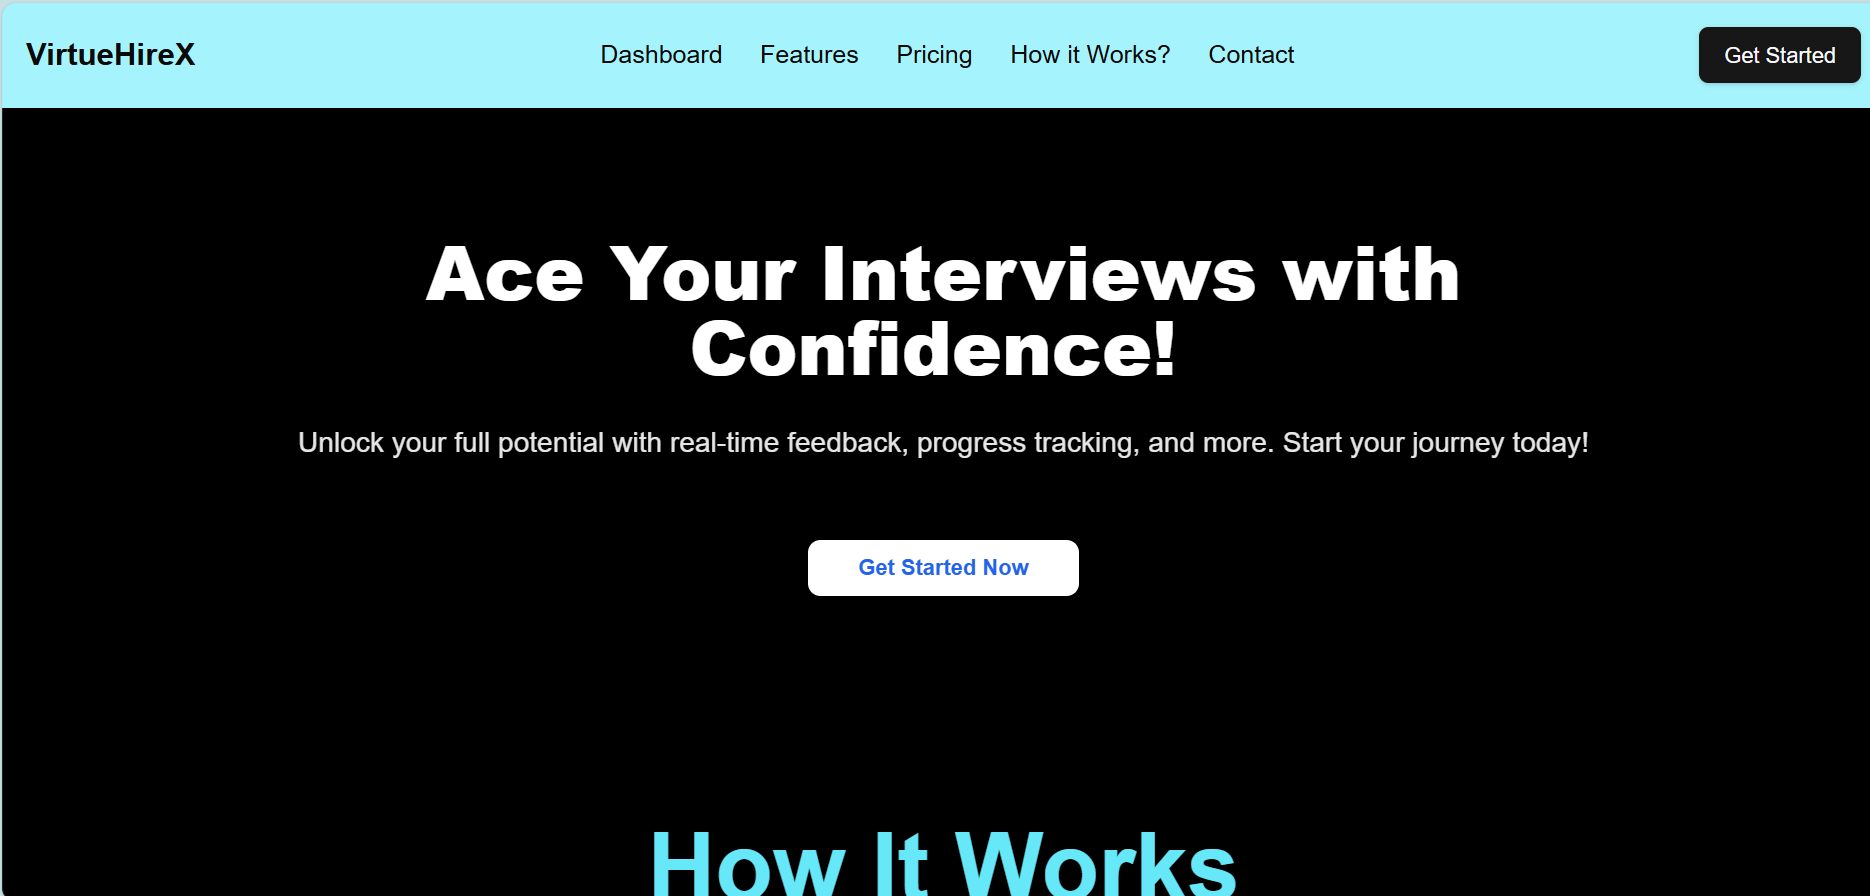 VirtueHireX
Dashboard
Features
Pricing
How it Works?
Contact
Get Started
Ace Your Interviews with
Confidence!
Unlock your full potential with real-time feedback, progress tracking, and more. Start your journey today!
Get Started Now
How It Works